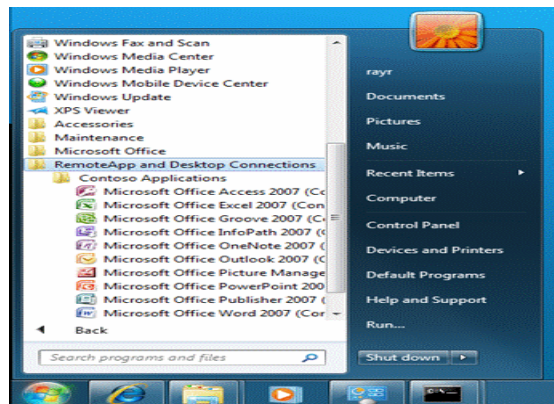 Windows Fax and Scan
Windows Media Center
Windows Media Player
Windows Mobile Device Center
Windows Update
XPS Viewer
Accessories
Maintenance
Microsoft Office
RemoteApp and Desktop Connections
Contoso Applications
Microsoft Office Access 2007 (Co
Microsoft Office Excel 2007 (Con
Microsoft Office Groove 2007 (C
Microsoft Office InfoPath 2007 (
Microsoft Office OneNote 2007 (
Microsoft Office Outlook 2007 (
Microsoft Office Picture Manage
Microsoft Office PowerPoint 200
Microsoft Office Publisher 2007 (
Microsoft Office Word 2007 (Cor
Back
Search programs and files
rayr
Documents
Pictures
Music
Recent Items
Computer
Control Panel
Devices and Printers
Default Programs
Help and Support
Run...
Shut down